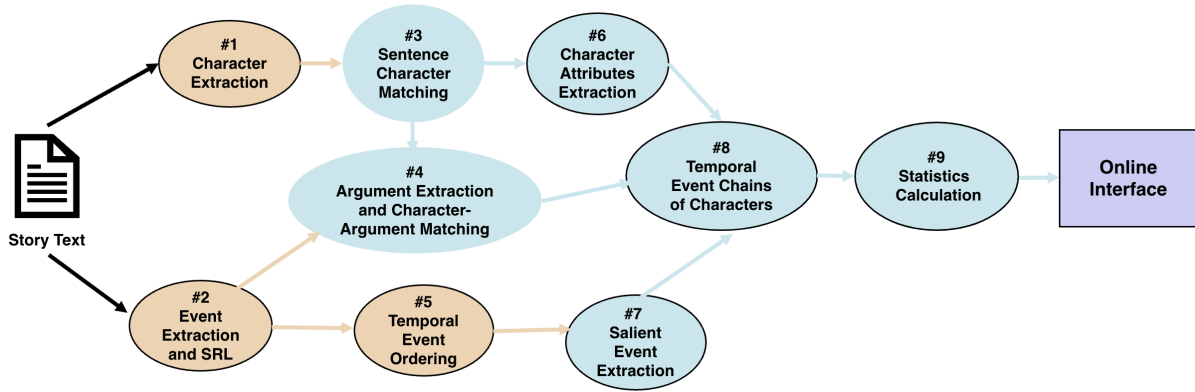 #1
Character
Extraction
#3
Sentence
Character
Matching
#6
Character
Attributes
Extraction
#4
Argument Extraction
and Character-
Argument Matching
#8
Temporal
Event Chains
of Characters
#9
Statistics
Calculation
Online
Interface
Story Text
#2
Event
Extraction
and SRL
#5
Temporal
Event
Ordering
#7
Salient
Event
Extraction